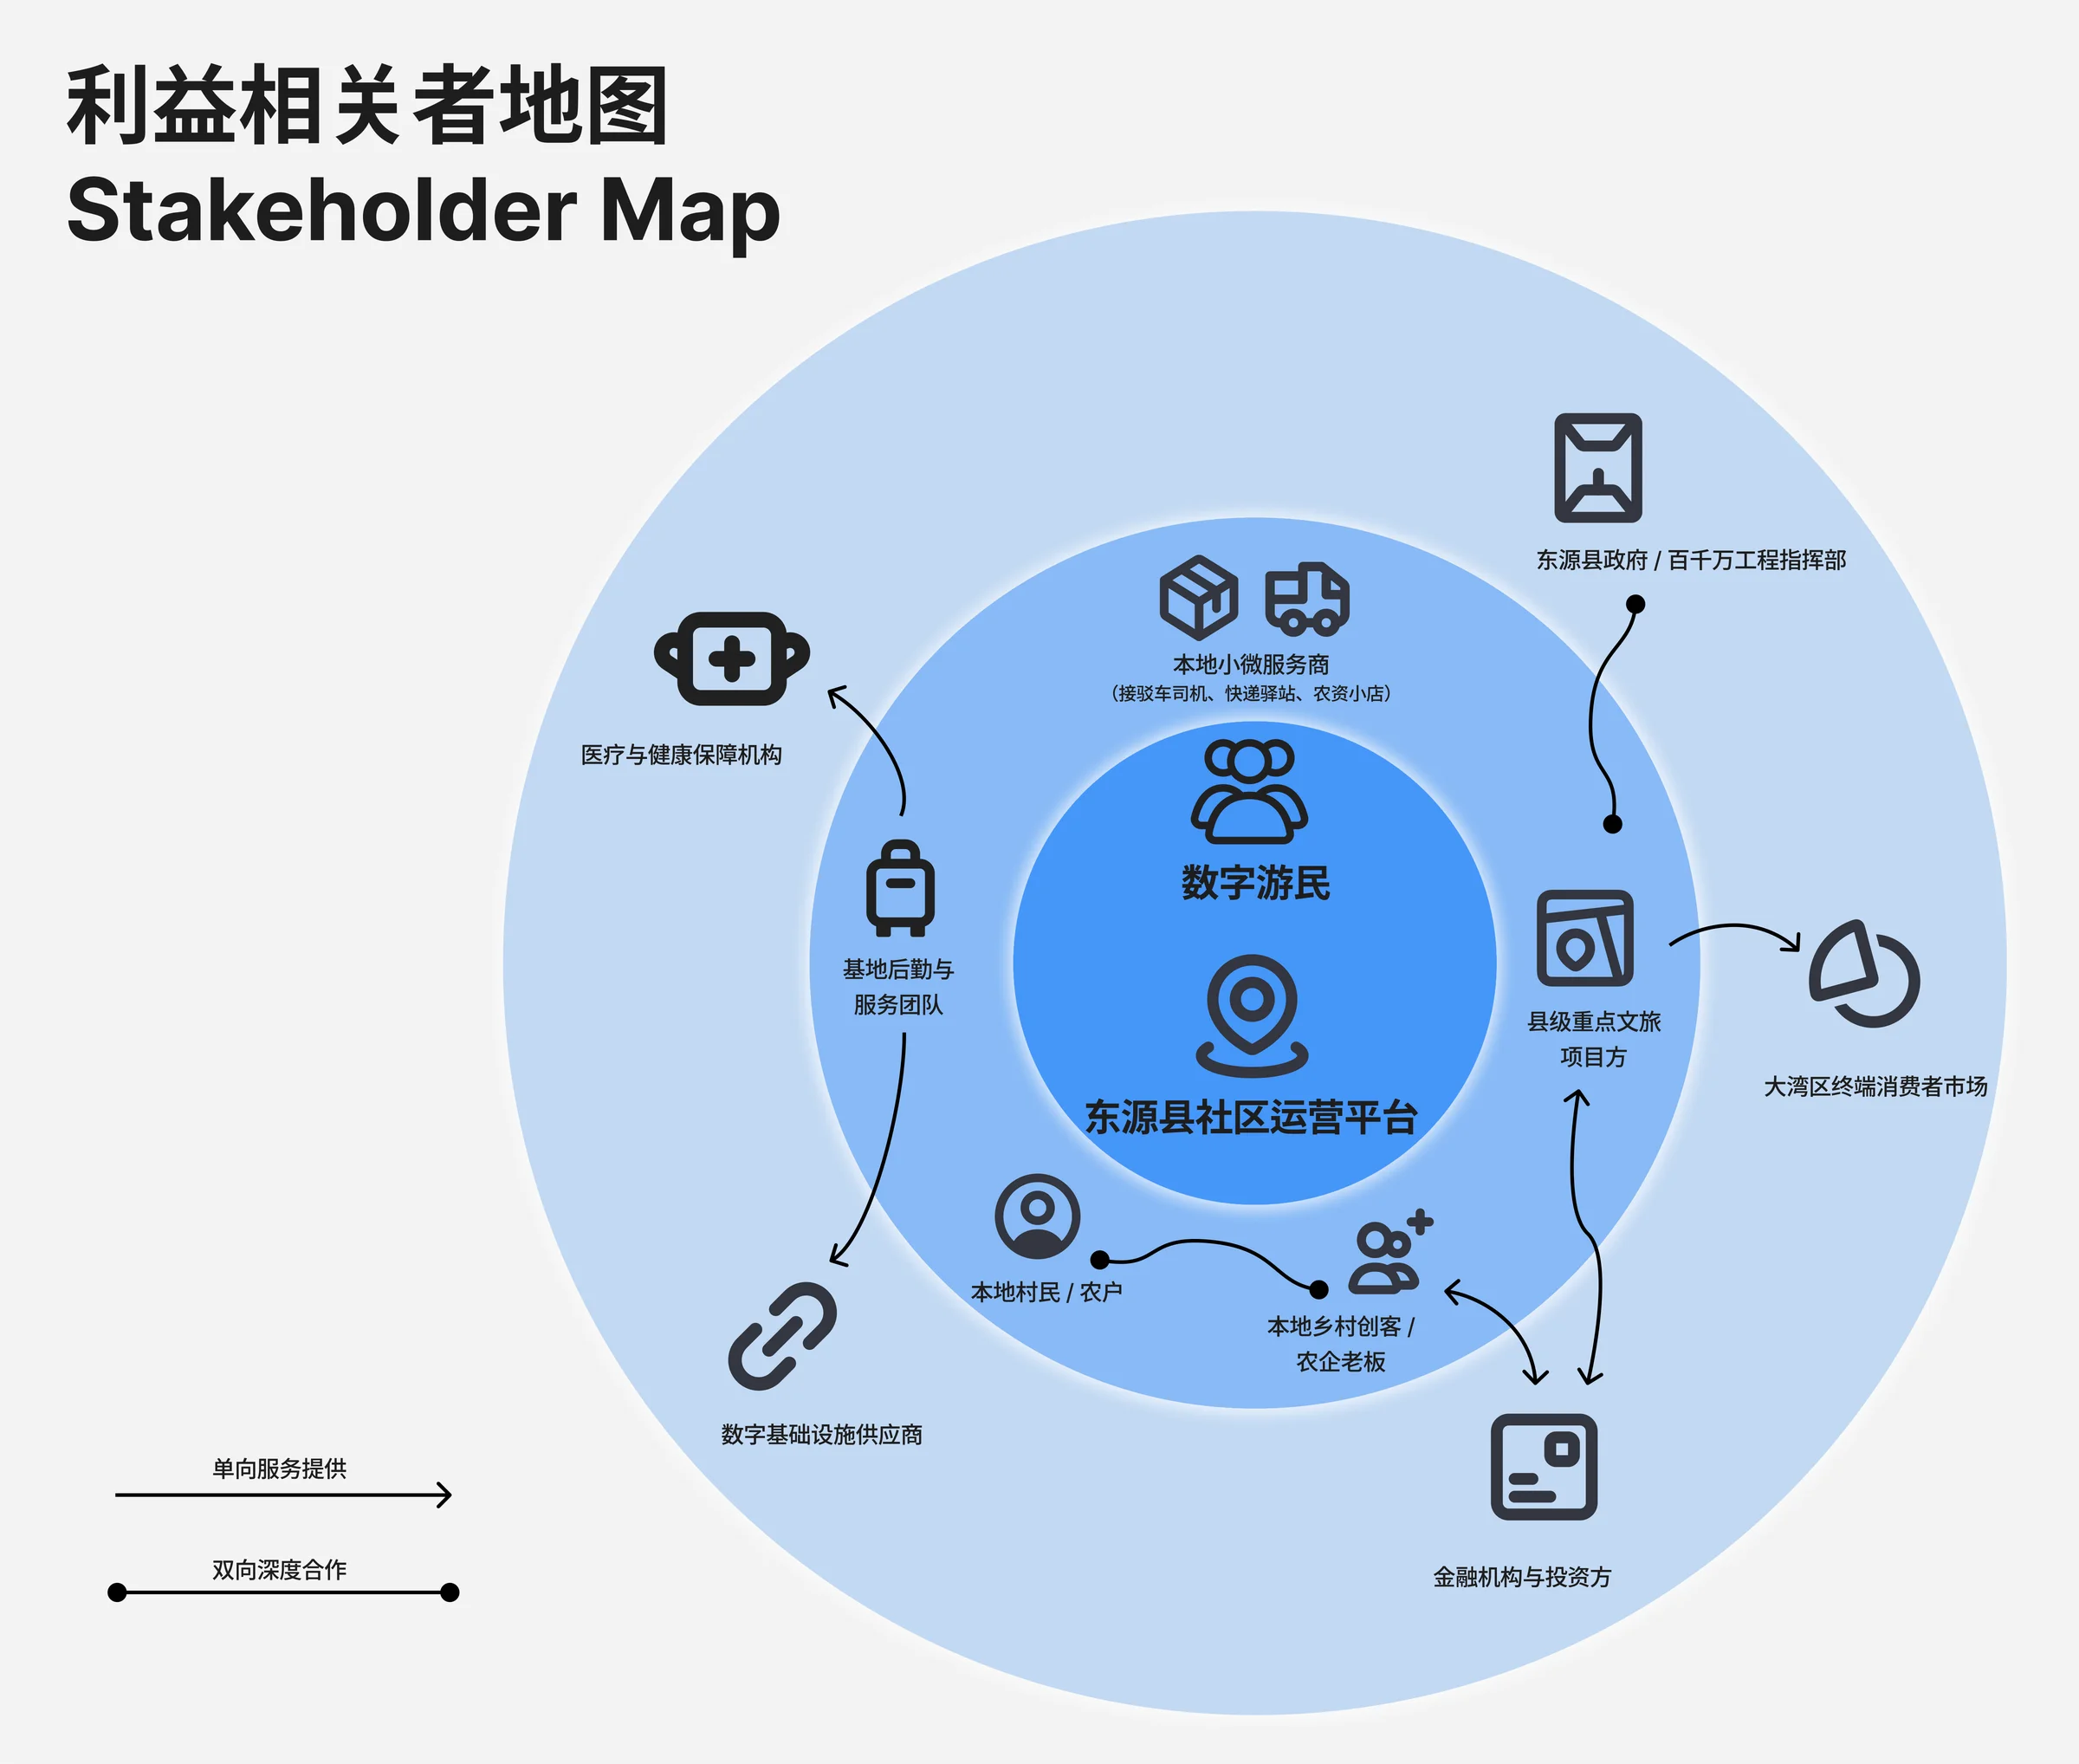 利益相关者地图
Stakeholder Map
东源县政府 / 百千万工程指挥部
本地小微服务商
（接驳车司机、快递驿站、农资小店）
医疗与健康保障机构
数字游民
基地后勤与
服务团队
县级重点文旅
项目方
大湾区终端消费者市场
东源县社区运营平台
本地村民 / 农户
本地乡村创客 /
农企老板
数字基础设施供应商
金融机构与投资方
单向服务提供
双向深度合作